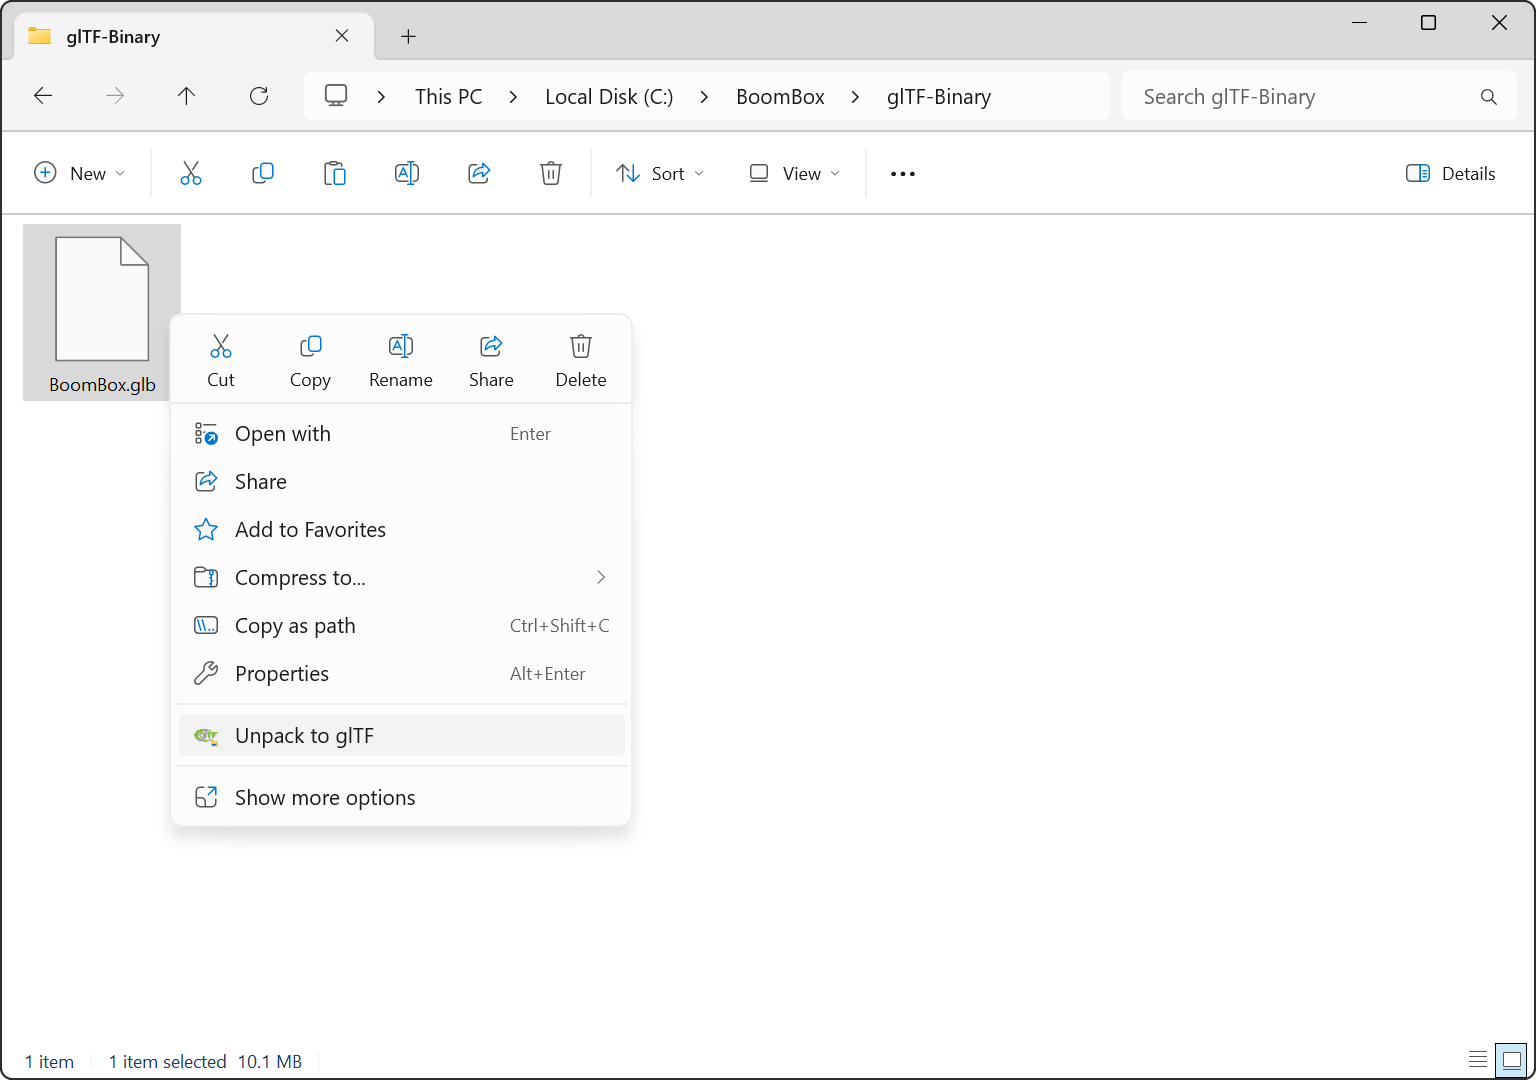 glTF-Binary
This PC
Local Disk (C:)
BoomBox
glTF-Binary
Search glTF-Binary
New
Sort
View
Details
BoomBox.glb
Cut
Copy
Rename
Share
Delete
Open with Enter
Share
Add to Favorites
Compress to...
Copy as path Ctrl+Shift+C
Properties Alt+Enter
Unpack to glTF
Show more options
1 item
1 item selected 10.1 MB